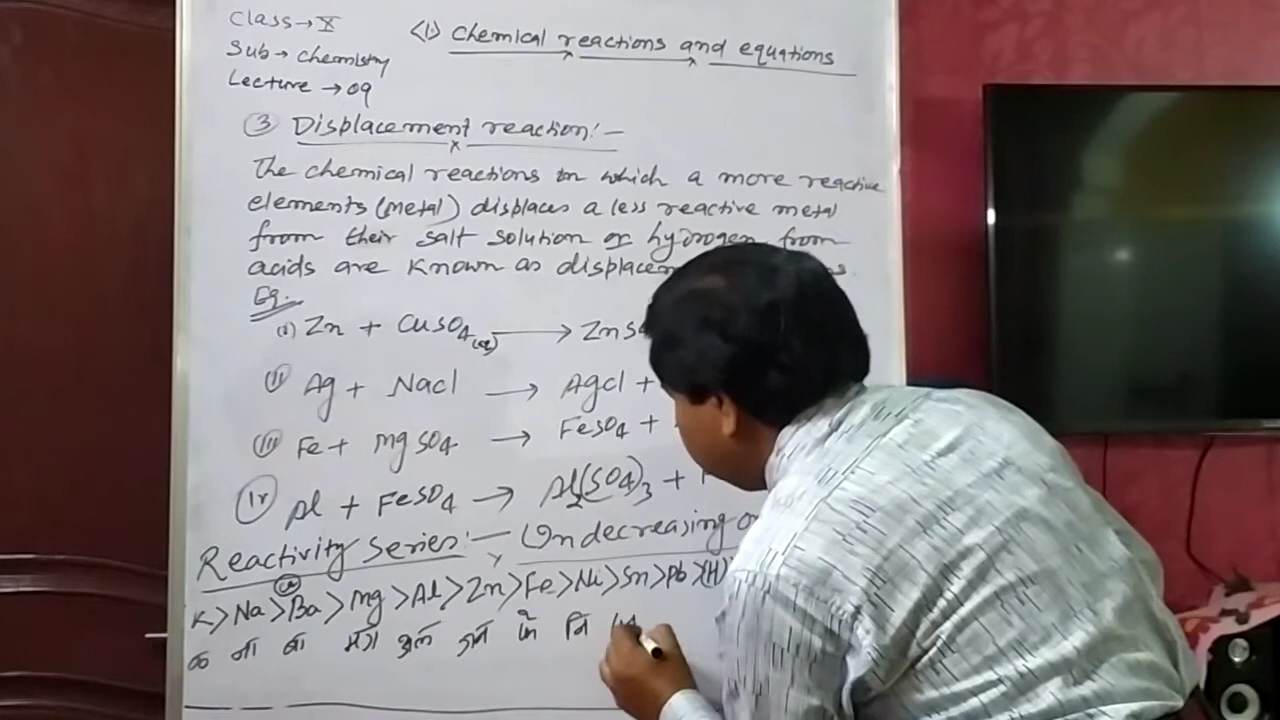 Class → X
<1> Chemical reactions and equations
Sub → chemistry
Lecture → 09
③ Displacement reaction:-
The chemical reactions in which a more reactive
elements (metal) displaces a less reactive metal
from their salt solution or hydrogen from
acids are known as
Eg.
(i) Zn + CuSO4(aq) → ZnS
(ii) Ag + Nacl → Agcl +
(iii) Fe + MgSO4 → FeSO4 +
(iv) Al + FeSO4 → Al2(SO4)3 +
Reactivity series:- In decreasing
K > Na > Ba > Mg > Al > Zn > Fe > Ni > Sn > Pb > (H)
क ना बा